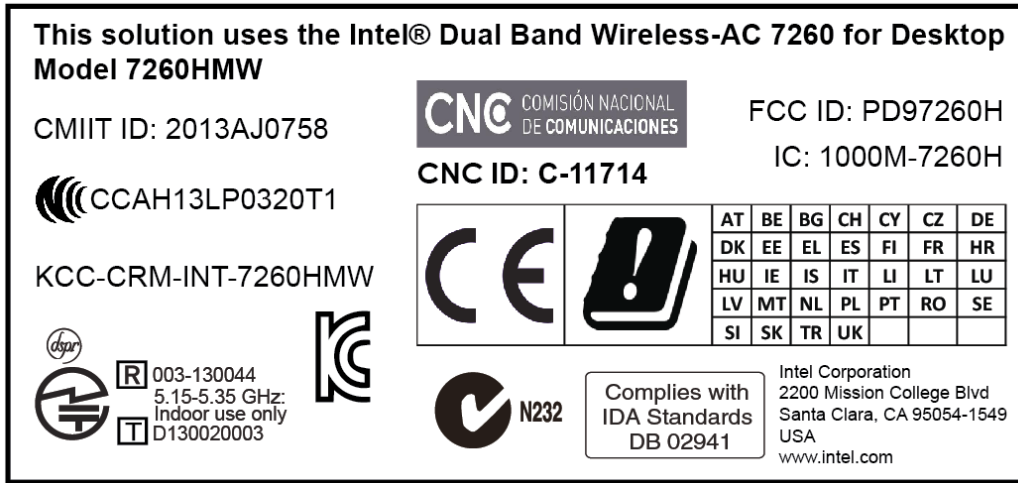 This solution uses the Intel® Dual Band Wireless-AC 7260 for Desktop
Model 7260HMW
CMIIT ID: 2013AJ0758
CCAH13LP0320T1
KCC-CRM-INT-7260HMW
dspr
R 003-130044
5.15-5.35 GHz:
Indoor use only
T D130020003
CNC COMISIÓN NACIONAL
DE COMUNICACIONES
CNC ID: C-11714
FCC ID: PD97260H
IC: 1000M-7260H
CE
!
AT BE BG CH CY CZ DE
DK EE EL ES FI FR HR
HU IE IS IT LI LT LU
LV MT NL PL PT RO SE
SI SK TR UK
N232
Complies with
IDA Standards
DB 02941
Intel Corporation
2200 Mission College Blvd
Santa Clara, CA 95054-1549
USA
www.intel.com